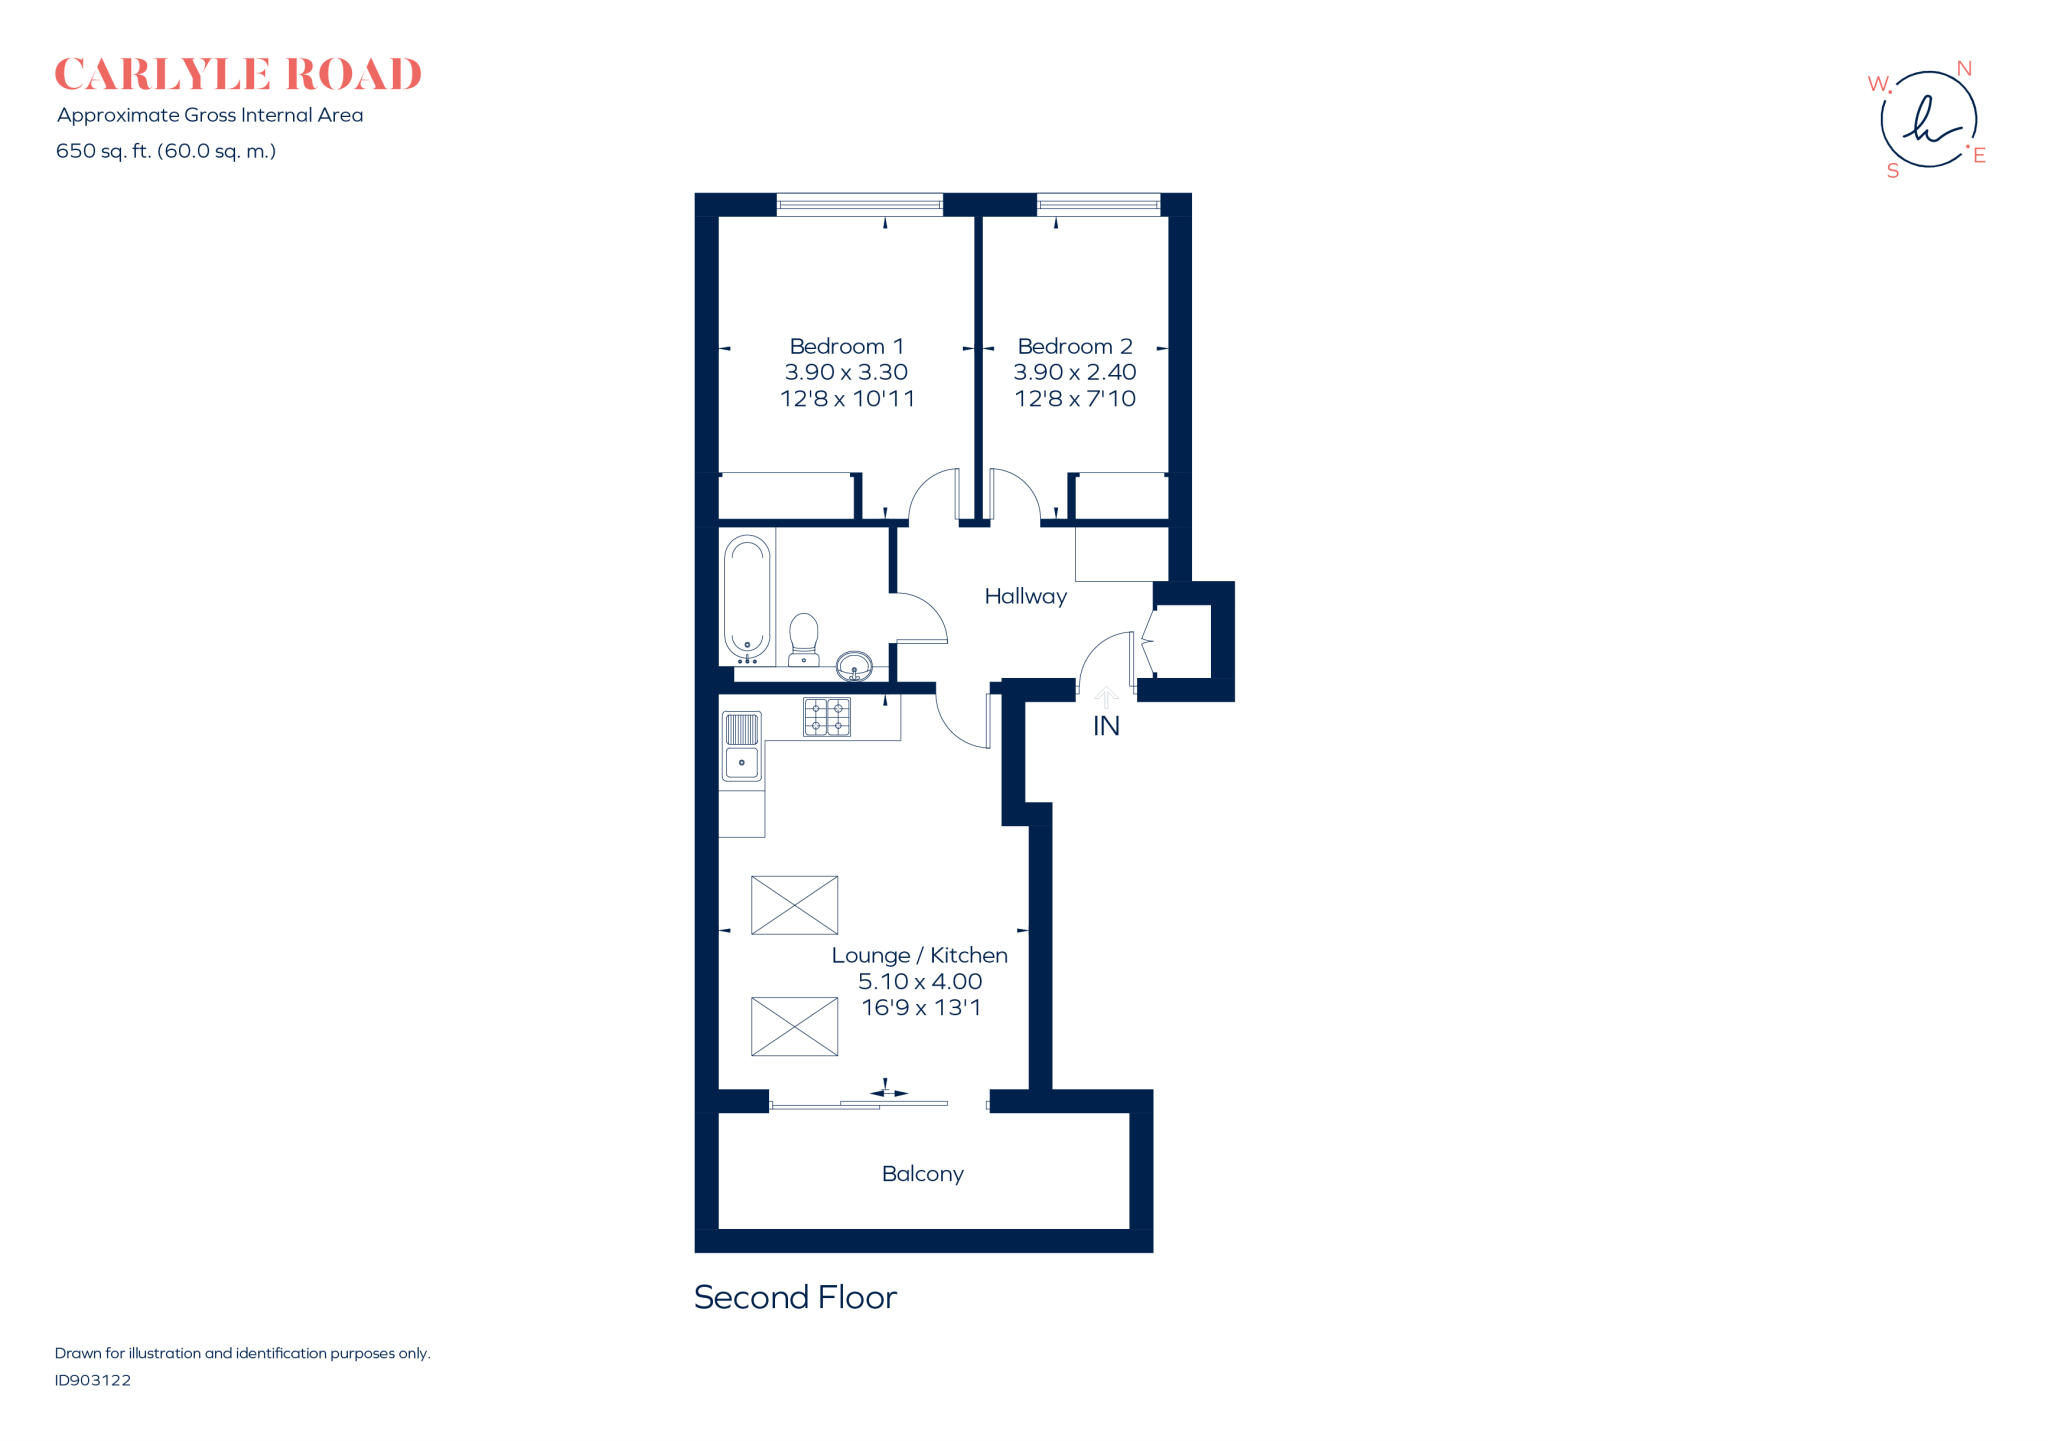 CARLYLE ROAD
Approximate Gross Internal Area
650 sq. ft. (60.0 sq. m.)
N
W
E
S
Bedroom 1
3.90 x 3.30
12'8 x 10'11
Bedroom 2
3.90 x 2.40
12'8 x 7'10
Hallway
IN
Lounge / Kitchen
5.10 x 4.00
16'9 x 13'1
Balcony
Second Floor
Drawn for illustration and identification purposes only.
ID903122